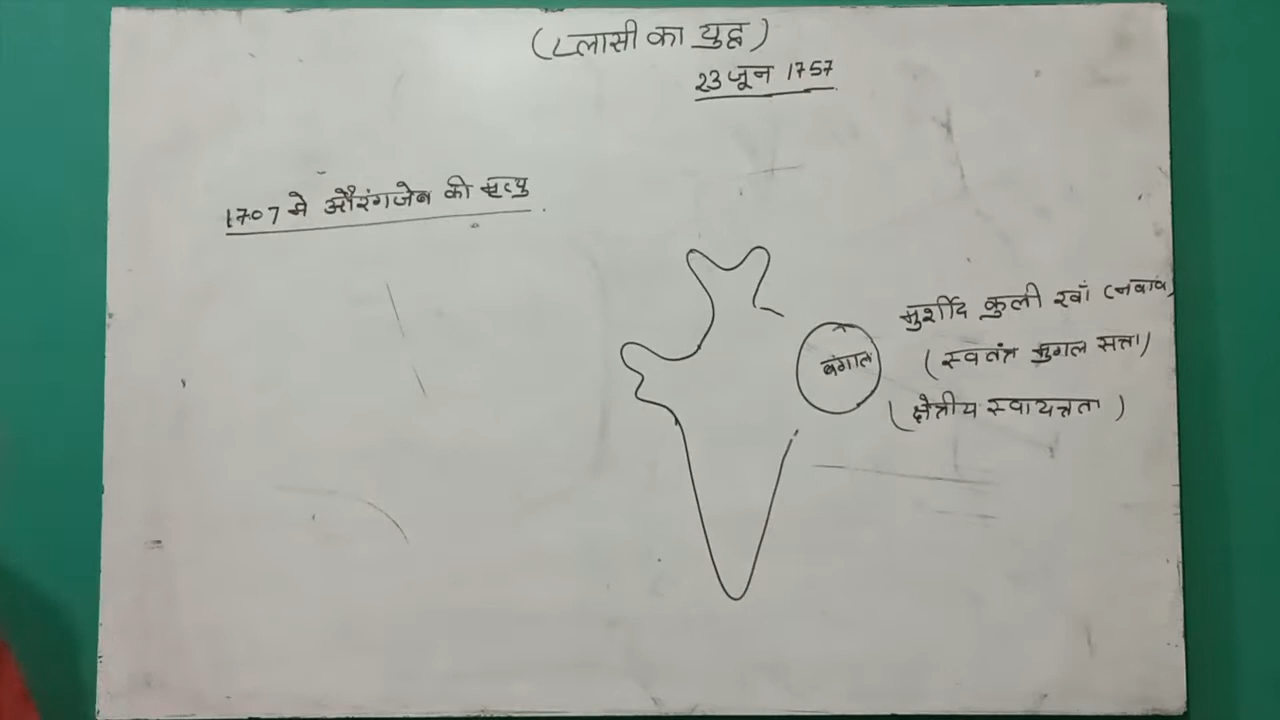 (प्लासी का युद्ध)
23 जून 1757
1707 मे औरंगजेब की मृत्यु
मुर्शीद कुली खाँ (नवाब)
(स्वतंत्र मुगल सत्ता)
बंगाल
(क्षेत्रीय स्वायत्तता)